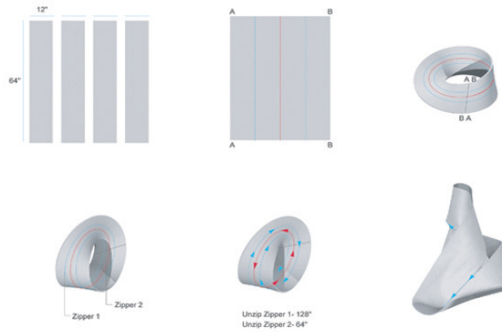 12"
64"
A B
A B
A B
B A
Zipper 1
Zipper 2
Unzip Zipper 1- 128"
Unzip Zipper 2- 64"